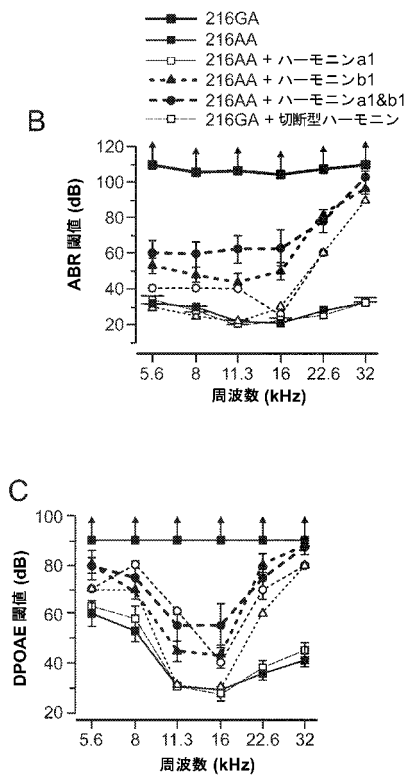 216GA
216AA
216AA + ハーモニンa1
216AA + ハーモニンb1
216AA + ハーモニンa1&b1
216GA + 切断型ハーモニン
B
ABR 閾値 (dB)
120
100
80
60
40
20
5.6 8 11.3 16 22.6 32
周波数 (kHz)
C
DPOAE 閾値 (dB)
100
80
60
40
20
5.6 8 11.3 16 22.6 32
周波数 (kHz)